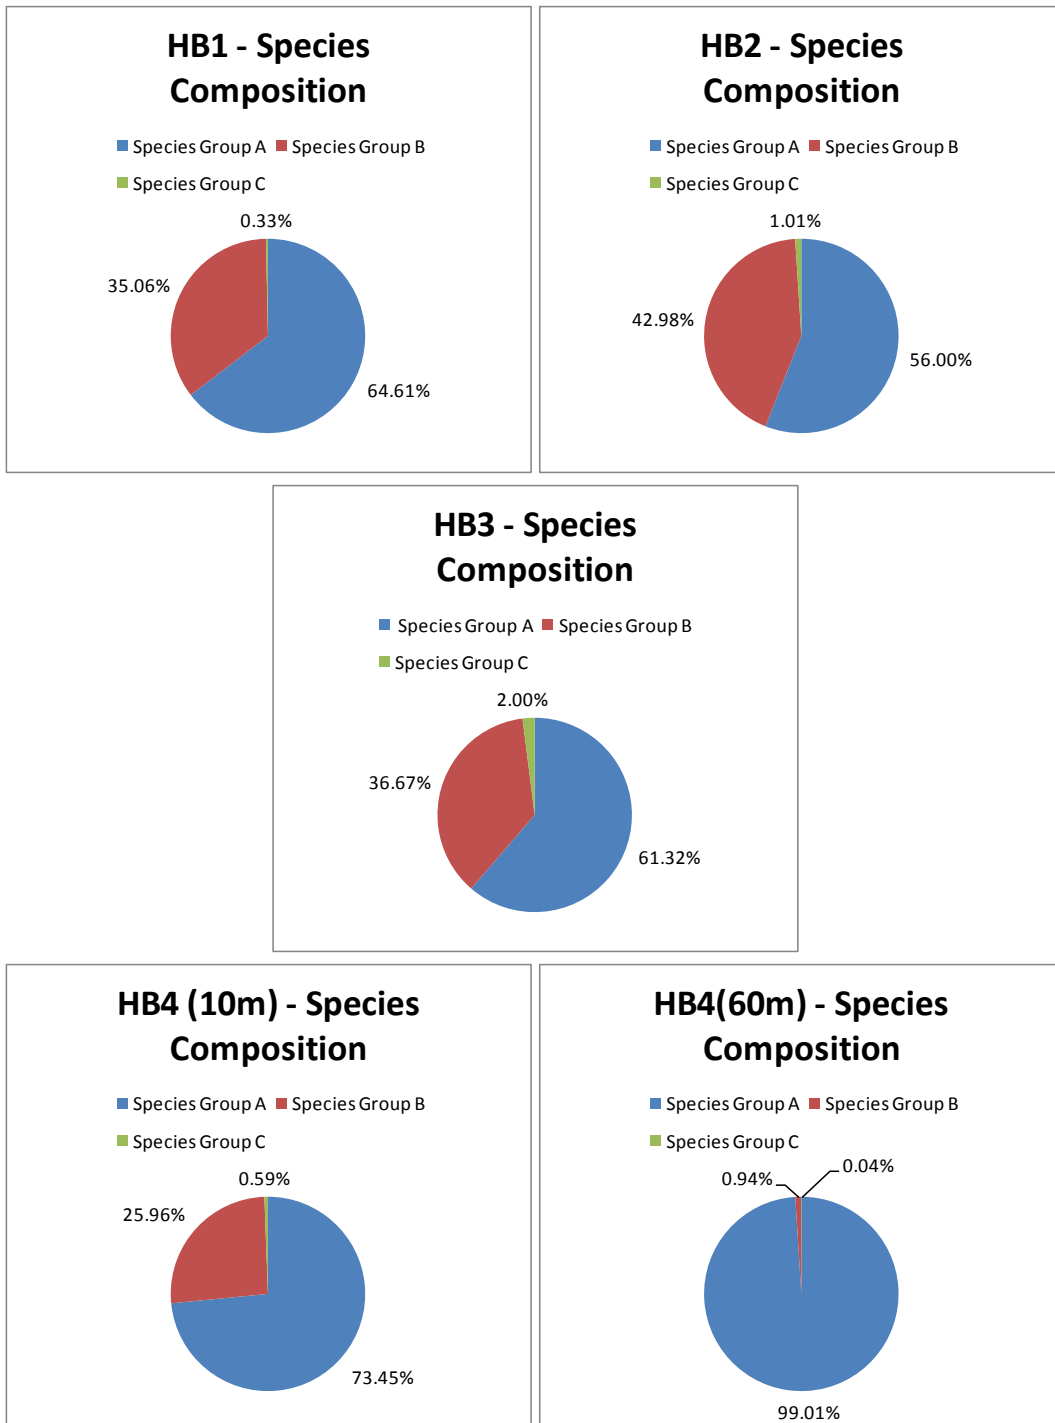 HB1 - Species
Composition
Species Group A Species Group B
Species Group C
0.33%
35.06%
64.61%
HB2 - Species
Composition
Species Group A Species Group B
Species Group C
1.01%
42.98%
56.00%
HB3 - Species
Composition
Species Group A Species Group B
Species Group C
2.00%
36.67%
61.32%
HB4 (10m) - Species
Composition
Species Group A Species Group B
Species Group C
0.59%
25.96%
73.45%
HB4(60m) - Species
Composition
Species Group A Species Group B
Species Group C
0.94% 0.04%
99.01%